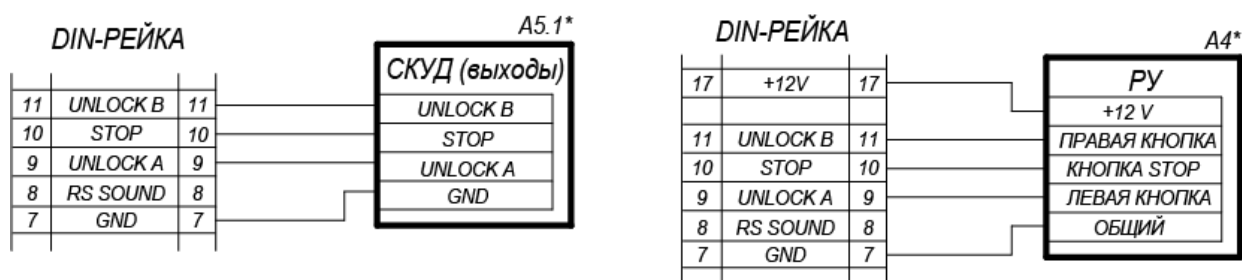 DIN-РЕЙКА
A5.1*
СКУД (выходы)
11 UNLOCK B 11
UNLOCK B
10 STOP 10
STOP
9 UNLOCK A 9
UNLOCK A
8 RS SOUND 8
GND
7 GND 7
DIN-РЕЙКА
A4*
РУ
17 +12V 17
+12 V
11 UNLOCK B 11
ПРАВАЯ КНОПКА
10 STOP 10
КНОПКА STOP
9 UNLOCK A 9
ЛЕВАЯ КНОПКА
8 RS SOUND 8
ОБЩИЙ
7 GND 7